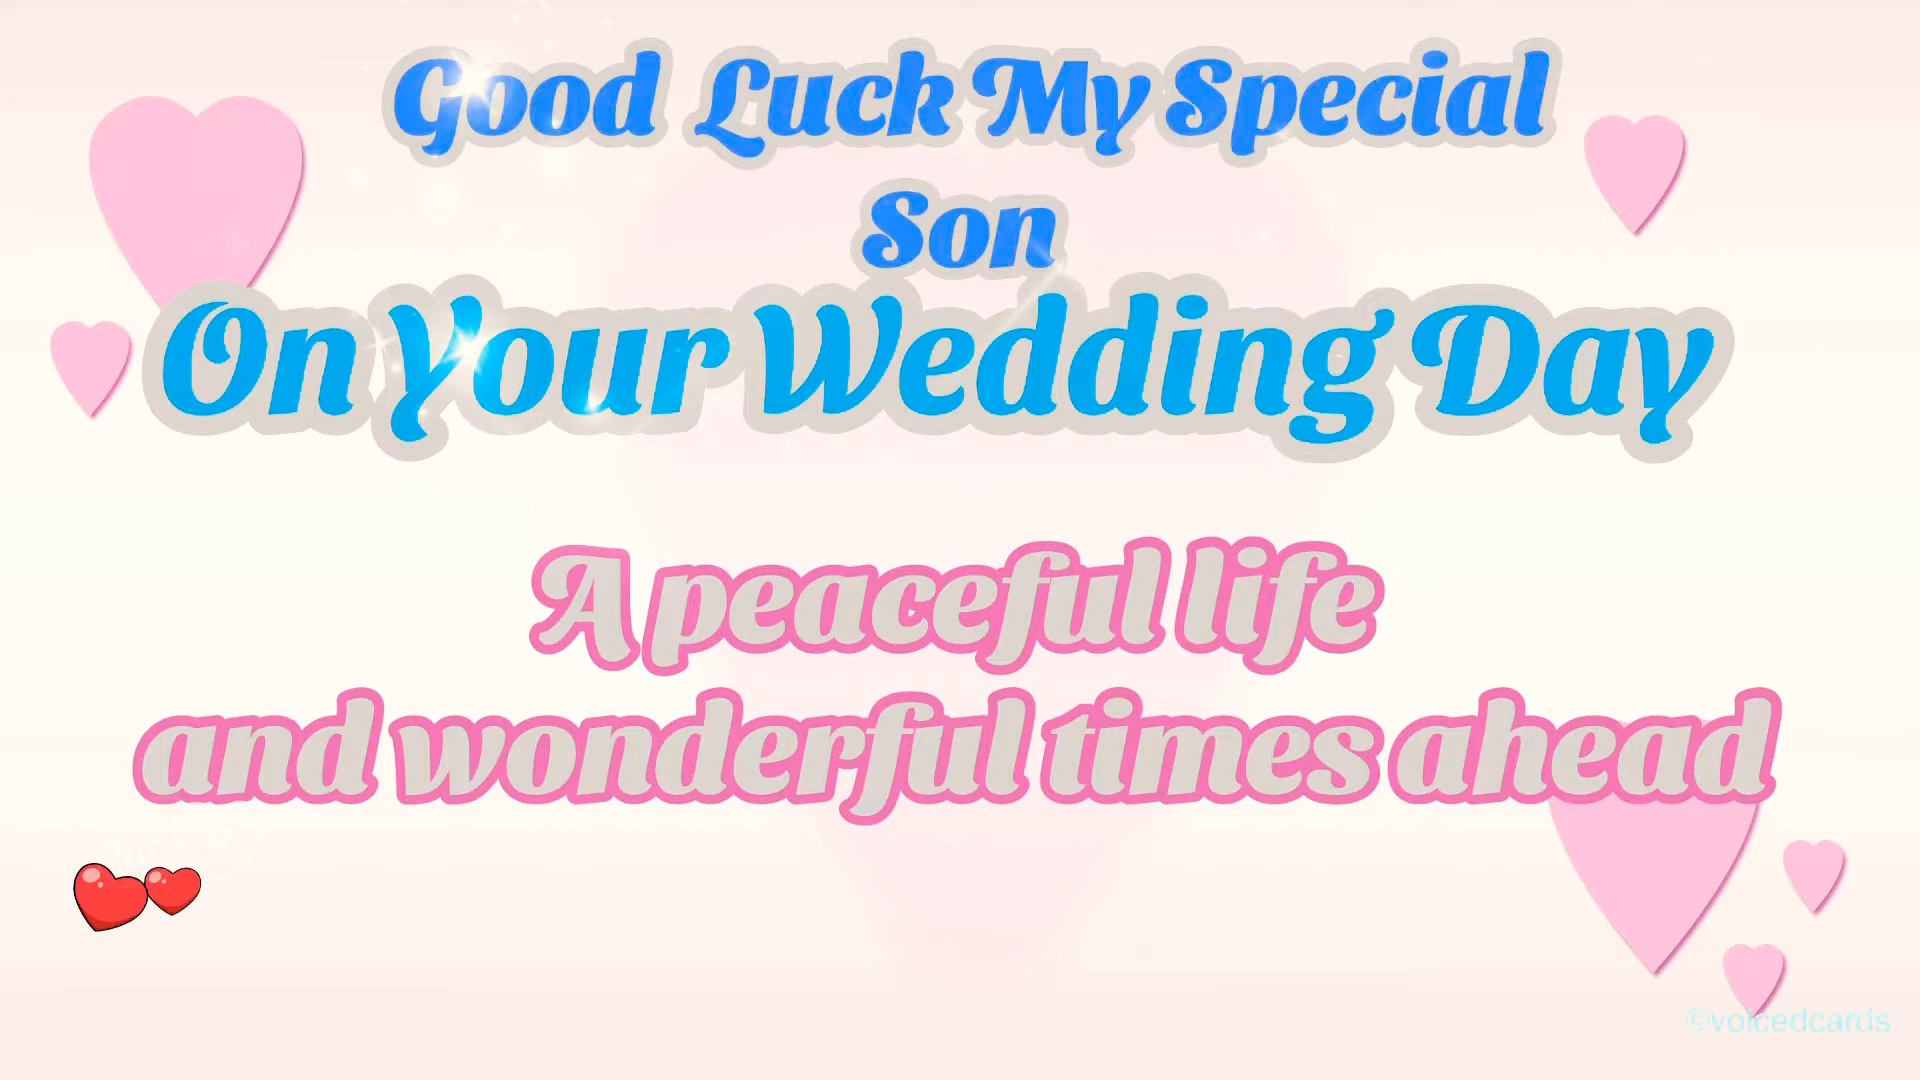 Good Luck My Special
Son
On Your Wedding Day
A peaceful life
and wonderful times ahead
©voicedcards